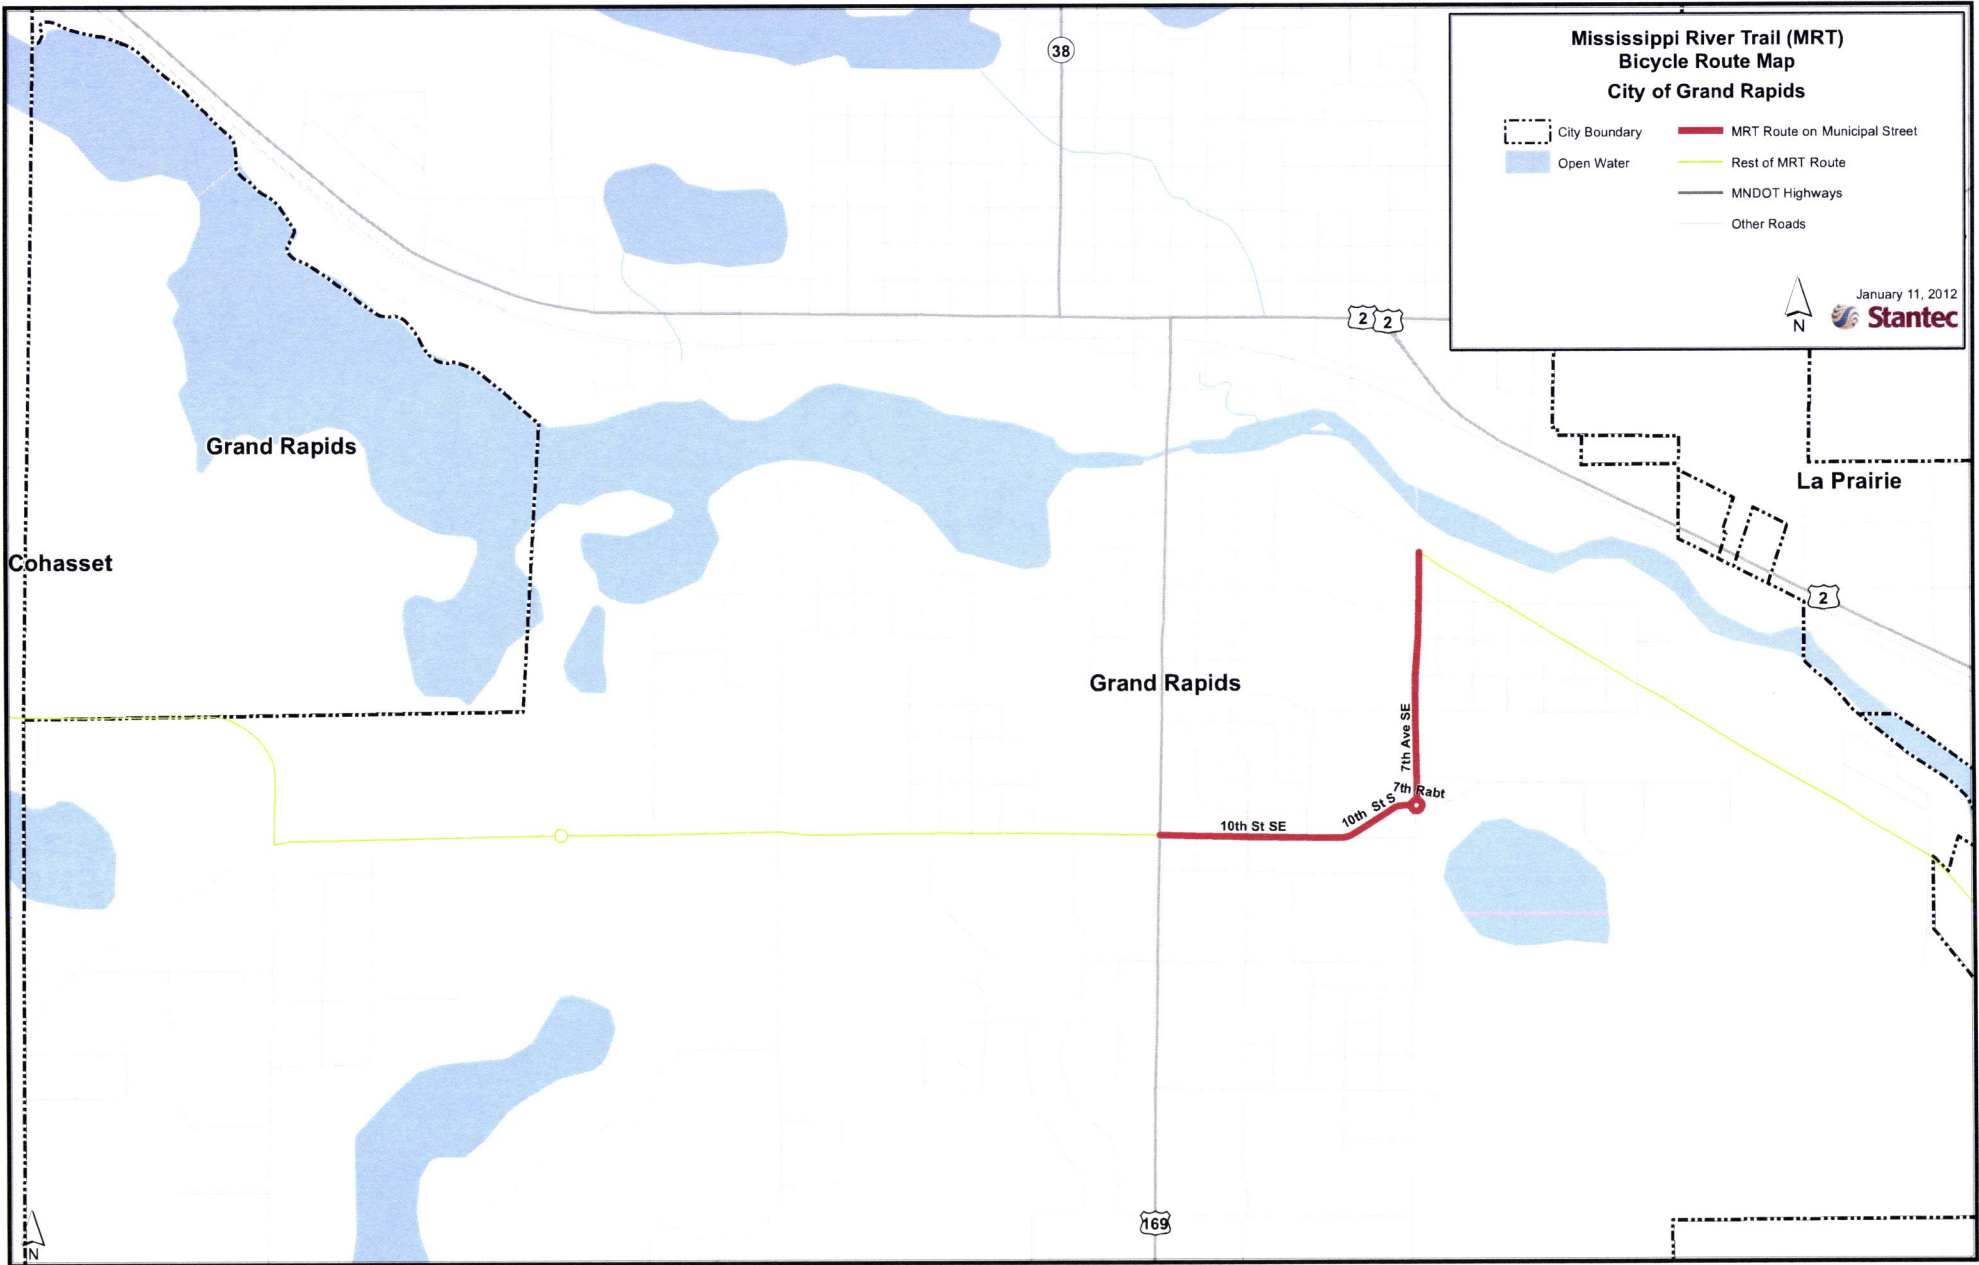 Mississippi River Trail (MRT)
Bicycle Route Map
City of Grand Rapids
City Boundary
Open Water
MRT Route on Municipal Street
Rest of MRT Route
MNDOT Highways
Other Roads
N
January 11, 2012
Stantec
38
2
2
Grand Rapids
La Prairie
Cohasset
2
Grand Rapids
7th Ave SE
7th Rabt
10th St S
10th St SE
169
N